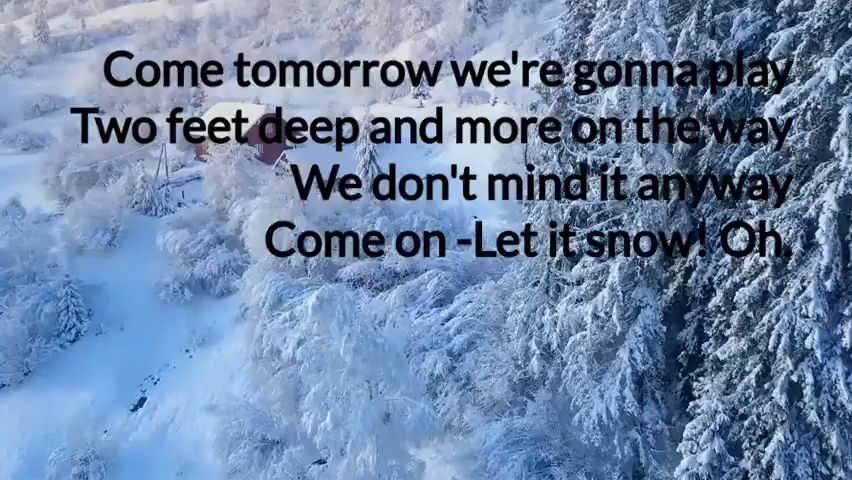 Come tomorrow we're gonna play
Two feet deep and more on the way
We don't mind it anyway
Come on -Let it snow! Oh.